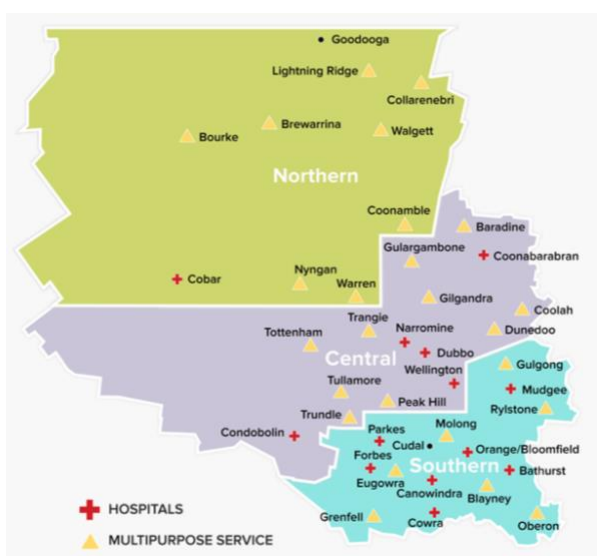 Goodooga
Lightning Ridge
Collarenebri
Brewarrina
Walgett
Bourke
Northern
Coonamble
Baradine
Gulargambone
Coonabarabran
Cobar
Nyngan
Warren
Gilgandra
Coolah
Trangie
Narromine
Dunedoo
Tottenham
Central
Dubbo
Wellington
Gulgong
Tullamore
Mudgee
Peak Hill
Rylstone
Trundle
Molong
Parkes
Condobolin
Cudal
Orange/Bloomfield
Forbes
Southern
Bathurst
Eugowra
Canowindra
Blayney
Grenfell
Cowra
Oberon
HOSPITALS
MULTIPURPOSE SERVICE